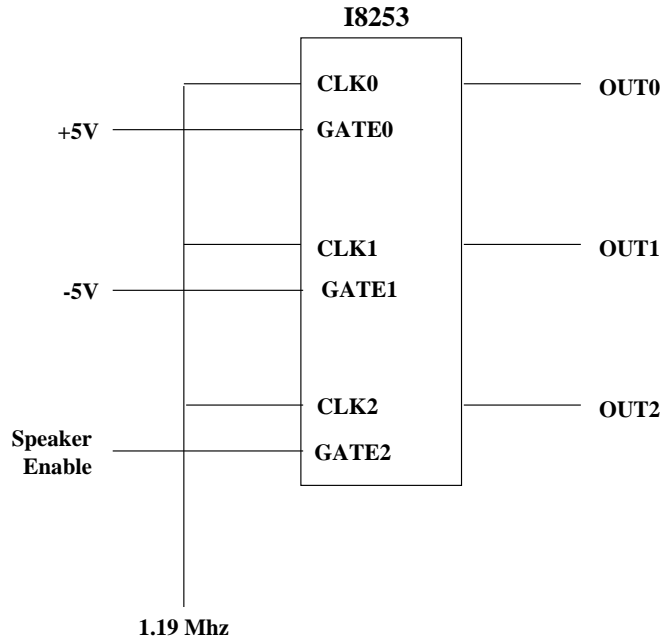 I8253
CLK0
OUT0
+5V
GATE0
CLK1
OUT1
-5V
GATE1
CLK2
OUT2
Speaker
Enable
GATE2
1.19 Mhz